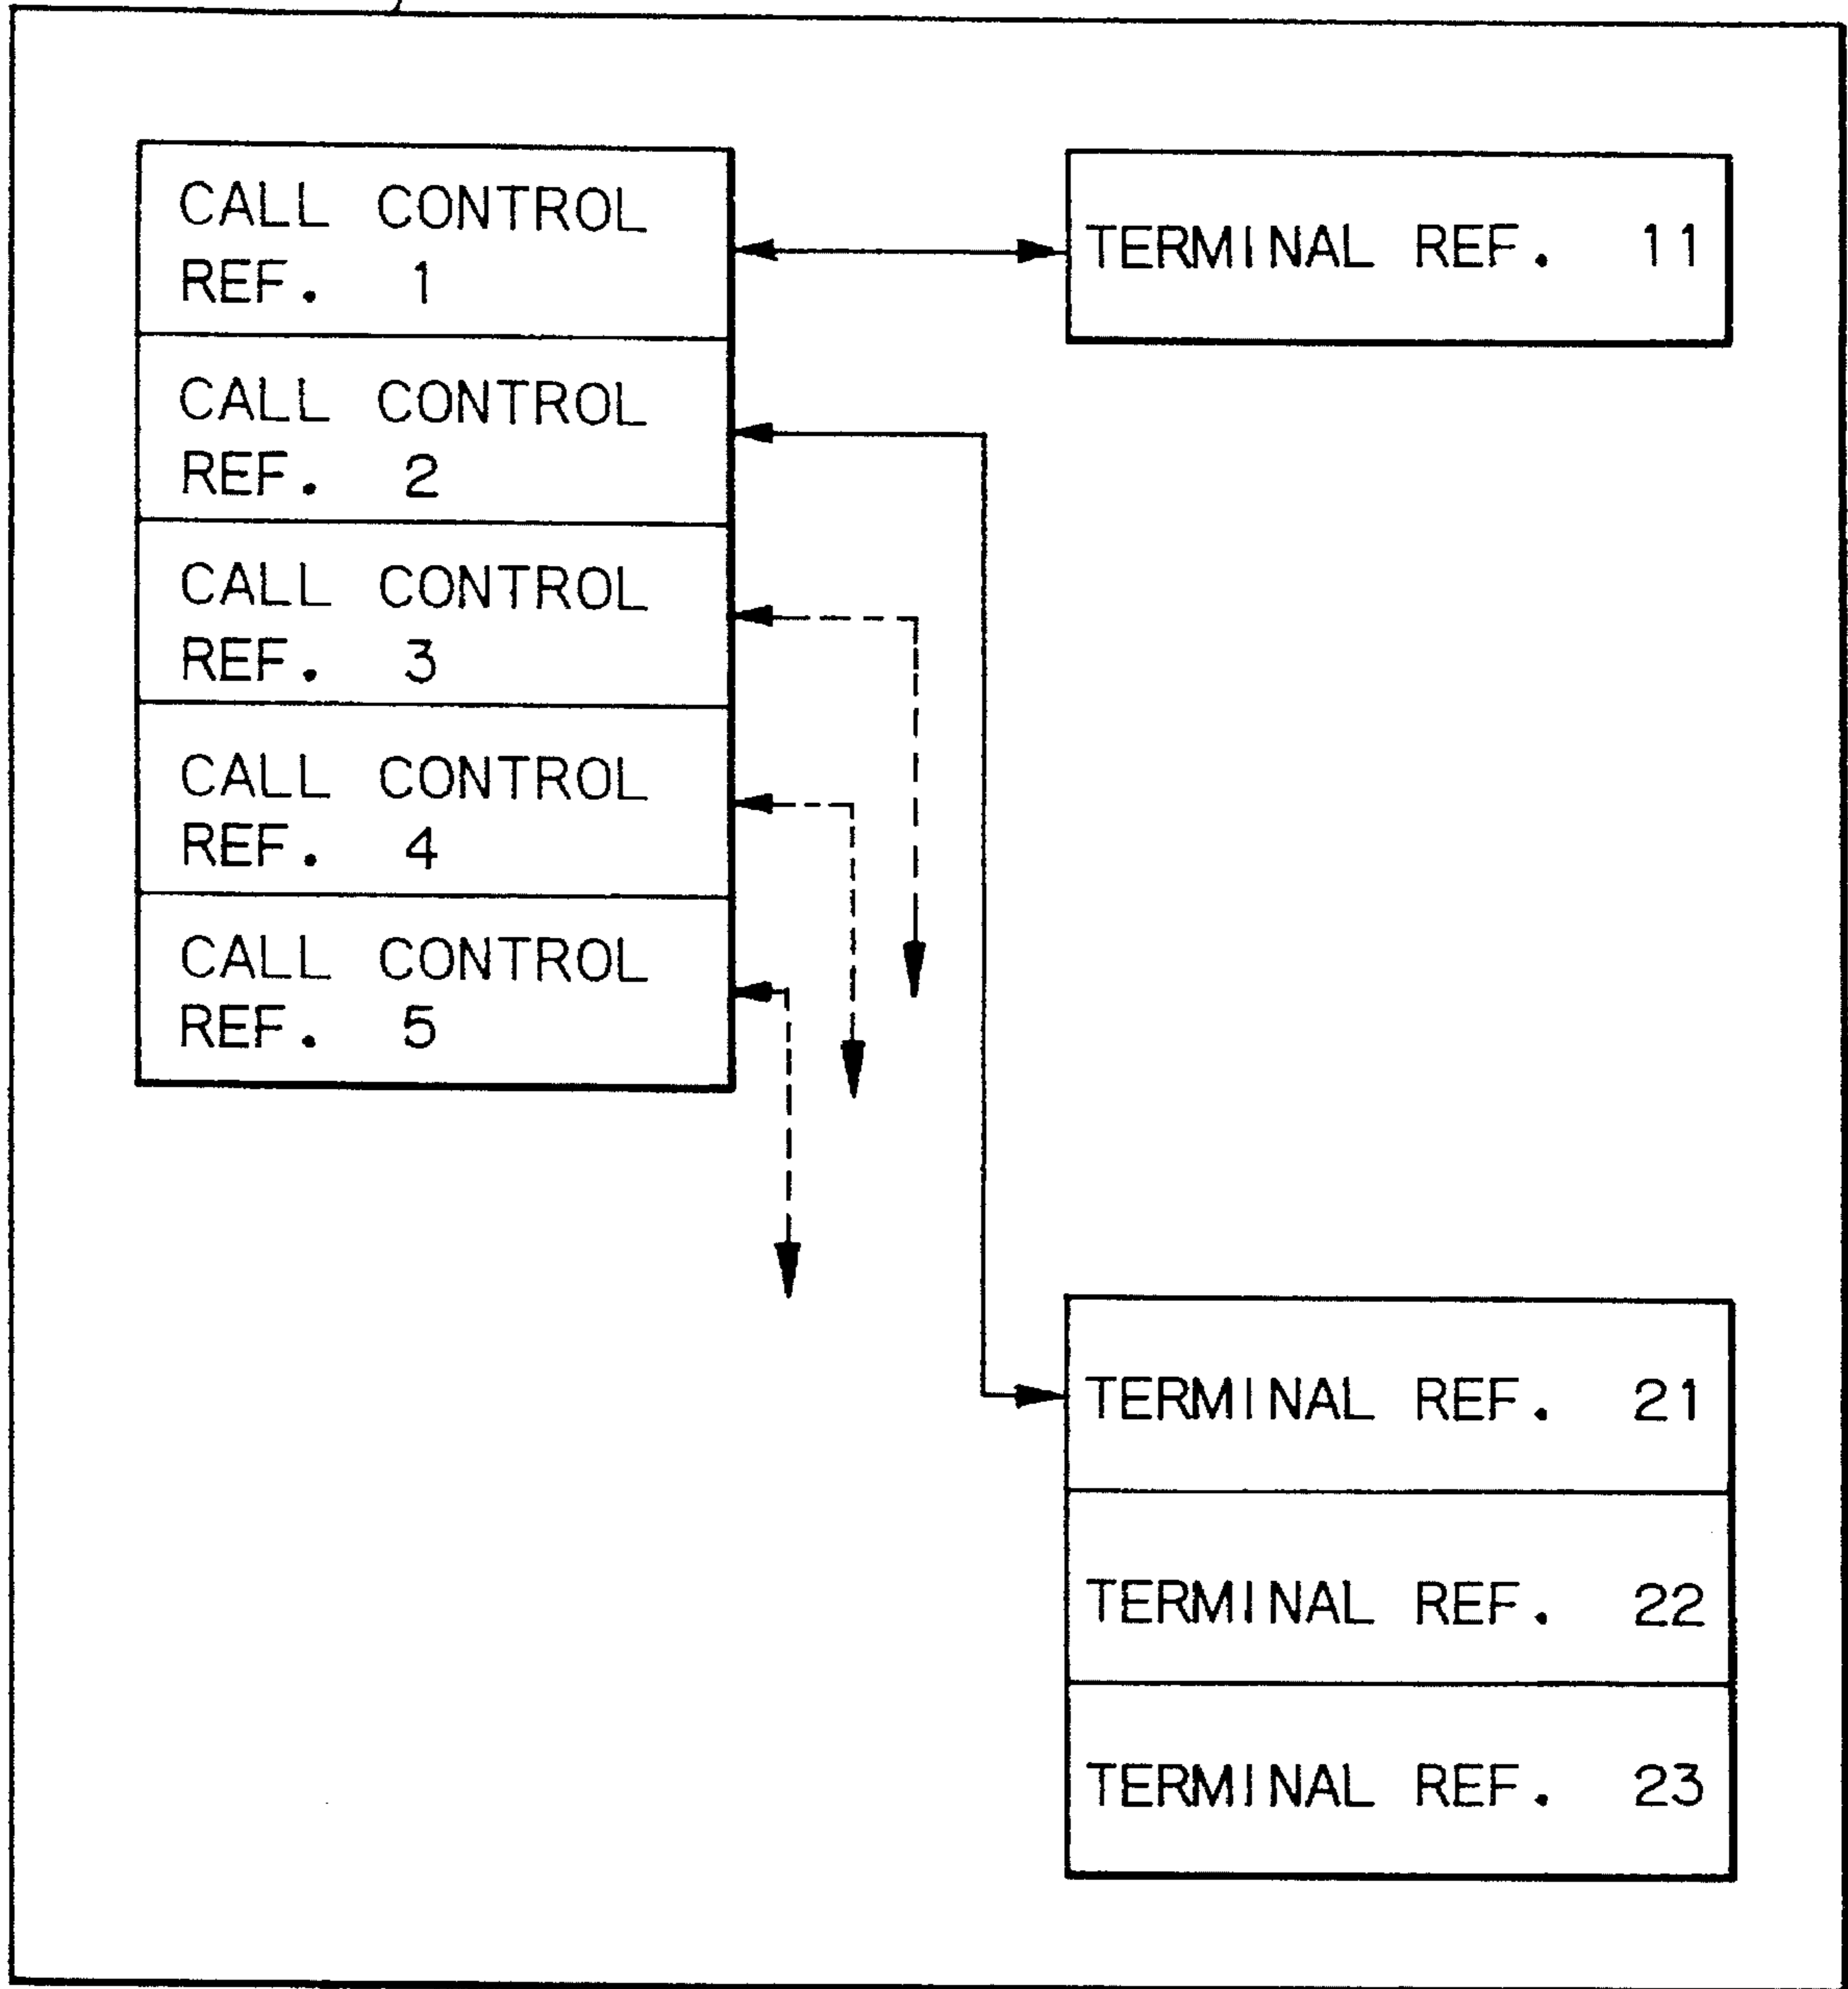 CALL CONTROL
REF. 1
TERMINAL REF. 11
CALL CONTROL
REF. 2
CALL CONTROL
REF. 3
CALL CONTROL
REF. 4
CALL CONTROL
REF. 5
TERMINAL REF. 21
TERMINAL REF. 22
TERMINAL REF. 23